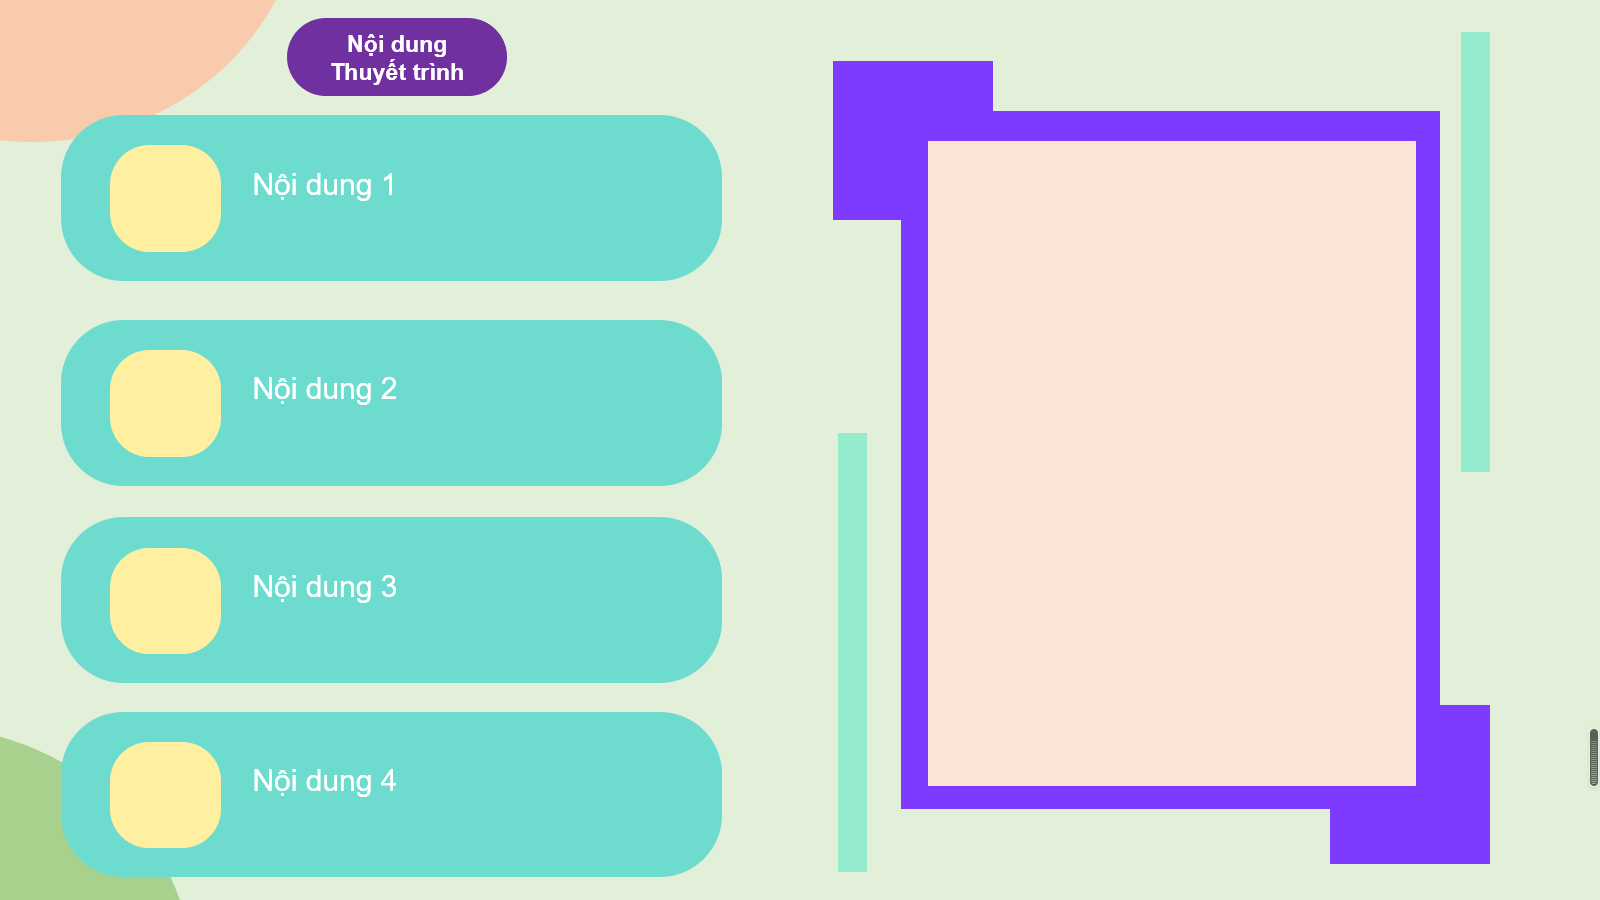 Nội dung
Thuyết trình
Nội dung 1
Nội dung 2
Nội dung 3
Nội dung 4